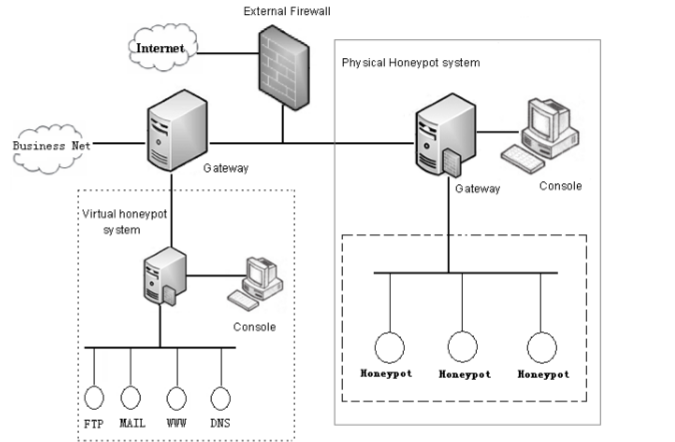 External Firewall
Internet
Physical Honeypot system
Business Net
Gateway
Gateway
Console
Virtual honeypot
system
Console
Honeypot
Honeypot
Honeypot
FTP
MAIL
WWW
DNS